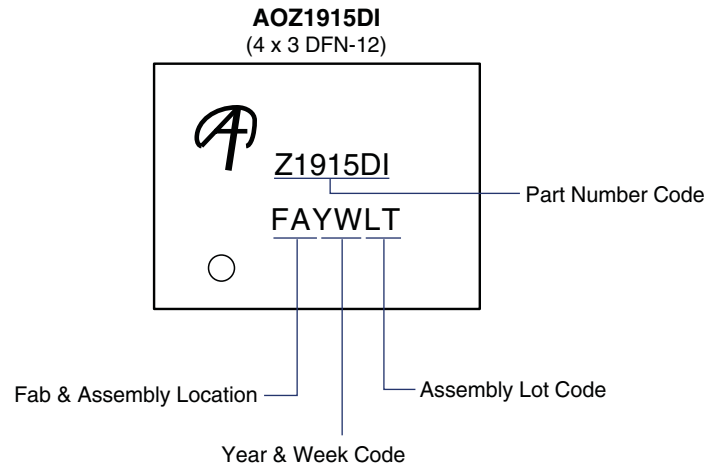 AOZ1915DI
(4 x 3 DFN-12)
Z1915DI
Part Number Code
FAYWLT
Fab & Assembly Location
Assembly Lot Code
Year & Week Code